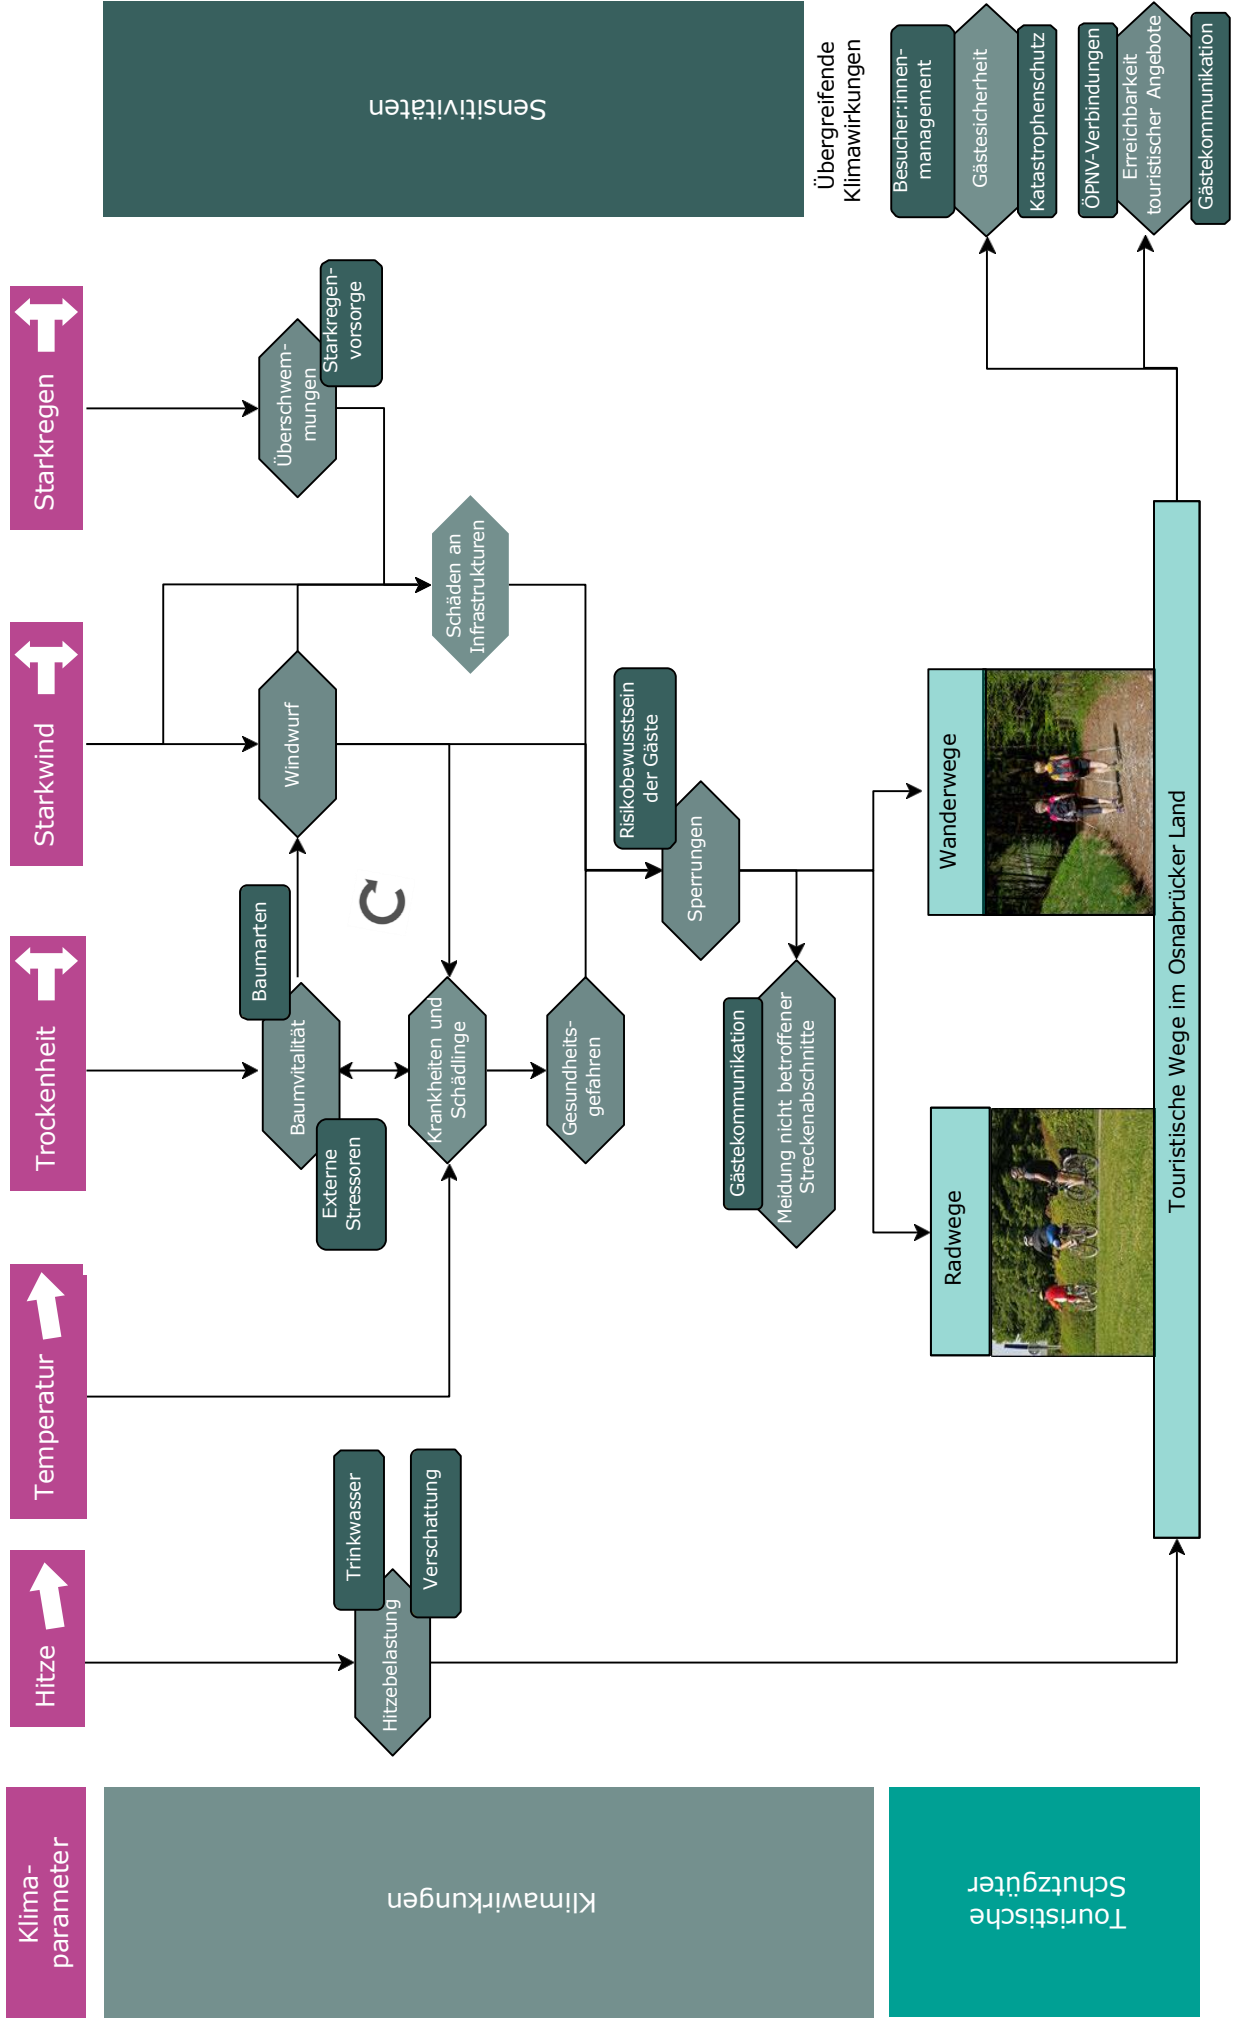 Klima-
parameter
Hitze
Temperatur
Trockenheit
Starkwind
Starkregen
Klimawirkungen
Sensitivitäten
Hitzebelastung
Trinkwasser
Verschattung
Baumvitalität
Baumarten
Externe
Stressoren
Windwurf
Überschwem-
mungen
Starkregen-
vorsorge
Krankheiten und
Schädlinge
Schäden an
Infrastrukturen
Gesundheits-
gefahren
Risikobewusstsein
der Gäste
Sperrungen
Gästekommunikation
Meidung nicht betroffener
Streckenabschnitte
Touristische
Schutzgüter
Radwege
Wanderwege
Touristische Wege im Osnabrücker Land
Übergreifende
Klimawirkungen
Besucher:innen-
management
Gästesicherheit
Katastrophenschutz
ÖPNV-Verbindungen
Erreichbarkeit
touristischer Angebote
Gästekommunikation